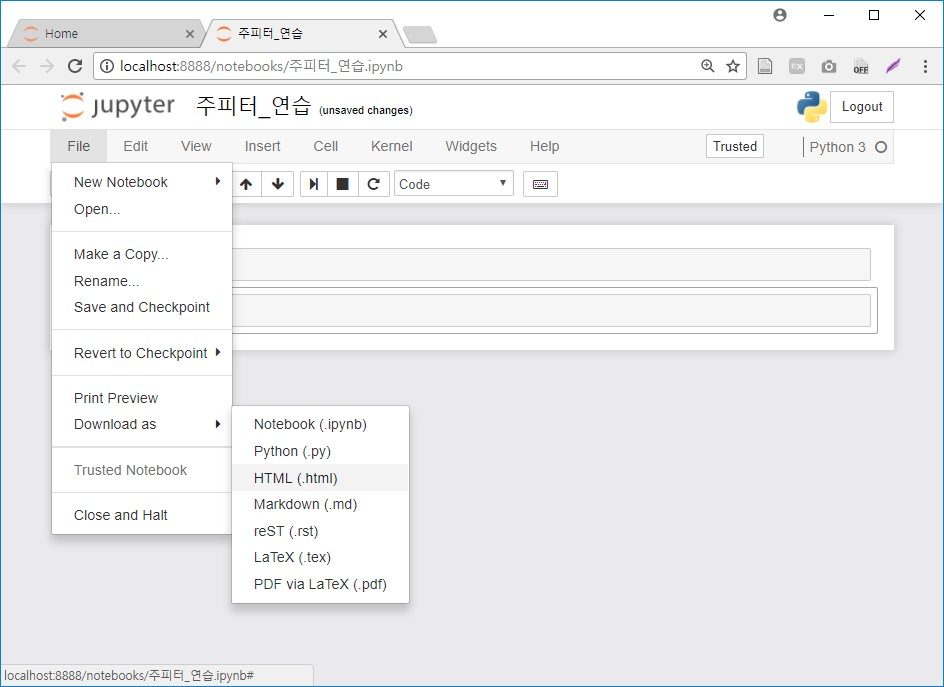 Home
주피터_연습
localhost:8888/notebooks/주피터_연습.ipynb
OFF
jupyter 주피터_연습 (unsaved changes)
Logout
File Edit View Insert Cell Kernel Widgets Help
Trusted
Python 3
Code
New Notebook
Open...
Make a Copy...
Rename...
Save and Checkpoint
Revert to Checkpoint
Print Preview
Download as
Trusted Notebook
Close and Halt
Notebook (.ipynb)
Python (.py)
HTML (.html)
Markdown (.md)
reST (.rst)
LaTeX (.tex)
PDF via LaTeX (.pdf)
localhost:8888/notebooks/주피터_연습.ipynb#